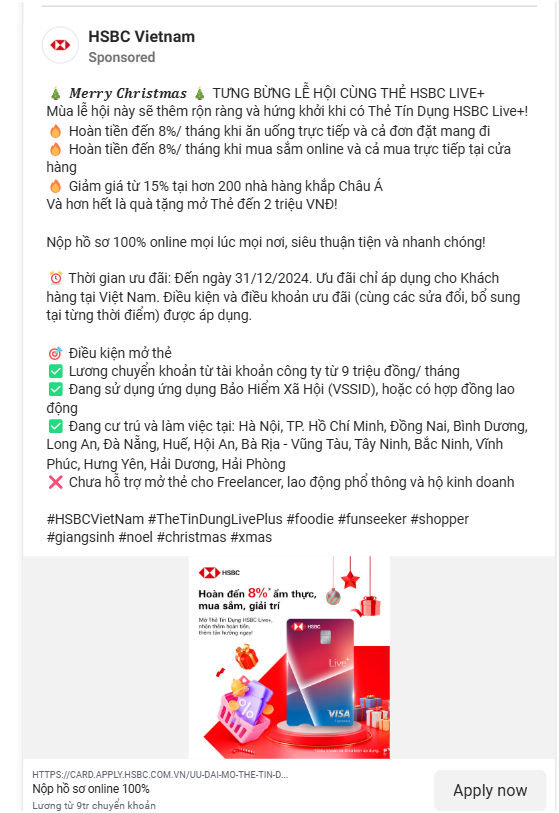 HSBC Vietnam
Sponsored
🎄 Merry Christmas 🎄 TƯNG BỪNG LỄ HỘI CÙNG THẺ HSBC LIVE+
Mùa lễ hội này sẽ thêm rộn ràng và hứng khởi khi có Thẻ Tín Dụng HSBC Live+!
🔥 Hoàn tiền đến 8%/ tháng khi ăn uống trực tiếp và cả đơn đặt mang đi
🔥 Hoàn tiền đến 8%/ tháng khi mua sắm online và cả mua trực tiếp tại cửa
hàng
🔥 Giảm giá từ 15% tại hơn 200 nhà hàng khắp Châu Á
Và hơn hết là quà tặng mở Thẻ đến 2 triệu VNĐ!
Nộp hồ sơ 100% online mọi lúc mọi nơi, siêu thuận tiện và nhanh chóng!
⏰ Thời gian ưu đãi: Đến ngày 31/12/2024. Ưu đãi chỉ áp dụng cho Khách
hàng tại Việt Nam. Điều kiện và điều khoản ưu đãi (cùng các sửa đổi, bổ sung
tại từng thời điểm) được áp dụng.
🎯 Điều kiện mở thẻ
✅ Lương chuyển khoản từ tài khoản công ty từ 9 triệu đồng/ tháng
✅ Đang sử dụng ứng dụng Bảo Hiểm Xã Hội (VSSID), hoặc có hợp đồng lao
động
✅ Đang cư trú và làm việc tại: Hà Nội, TP. Hồ Chí Minh, Đồng Nai, Bình Dương,
Long An, Đà Nẵng, Huế, Hội An, Bà Rịa - Vũng Tàu, Tây Ninh, Bắc Ninh, Vĩnh
Phúc, Hưng Yên, Hải Dương, Hải Phòng
❌ Chưa hỗ trợ mở thẻ cho Freelancer, lao động phổ thông và hộ kinh doanh
#HSBCVietNam #TheTinDungLivePlus #foodie #funseeker #shopper
#giangsinh #noel #christmas #xmas
HSBC
Hoàn đến 8%* ẩm thực,
mua sắm, giải trí
Mở Thẻ Tín Dụng HSBC Live+,
nhận thêm hoàn tiền,
thêm tận hưởng ngay!
HSBC
Live+
VISA
HTTPS://CARD.APPLY.HSBC.COM.VN/UU-DAI-MO-THE-TIN-D...
Nộp hồ sơ online 100%
Lương từ 9tr chuyển khoản
Apply now